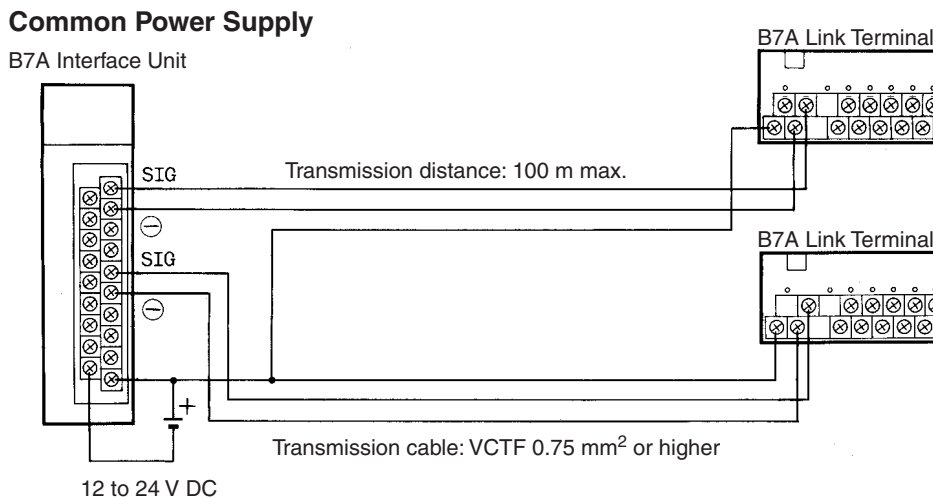 Common Power Supply
B7A Interface Unit
B7A Link Terminal
SIG
Transmission distance: 100 m max.
⊖
SIG
B7A Link Terminal
⊖
+
Transmission cable: VCTF 0.75 mm² or higher
12 to 24 V DC